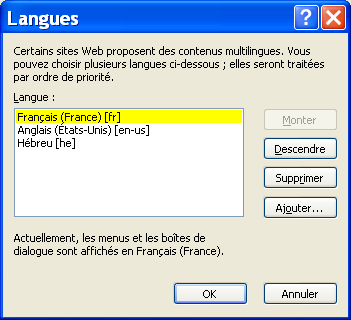 Langues
Certains sites Web proposent des contenus multilingues. Vous
pouvez choisir plusieurs langues ci-dessous ; elles seront traitées
par ordre de priorité.
Langue :
Français (France) [fr]
Anglais (États-Unis) [en-us]
Hébreu [he]
Monter
Descendre
Supprimer
Ajouter...
Actuellement, les menus et les boîtes de
dialogue sont affichés en Français (France).
OK
Annuler